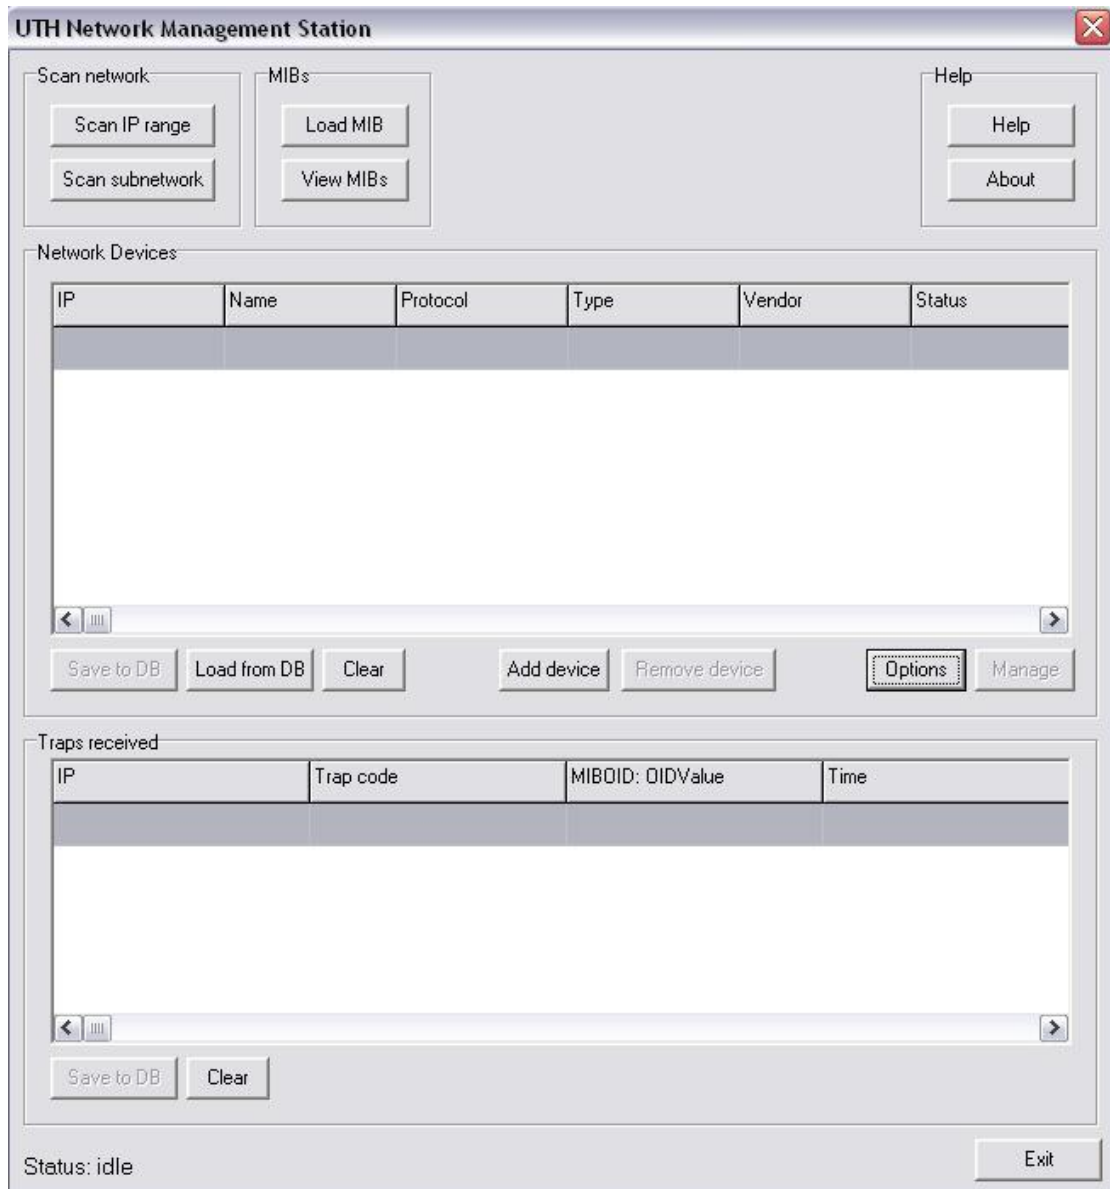 UTH Network Management Station
Scan network
MIBs
Help
Scan IP range
Load MIB
Help
Scan subnetwork
View MIBs
About
Network Devices
IP Name Protocol Type Vendor Status
Save to DB Load from DB Clear Add device Remove device Options Manage
Traps received
IP Trap code MIBOID: OIDValue Time
Save to DB Clear
Status: idle
Exit